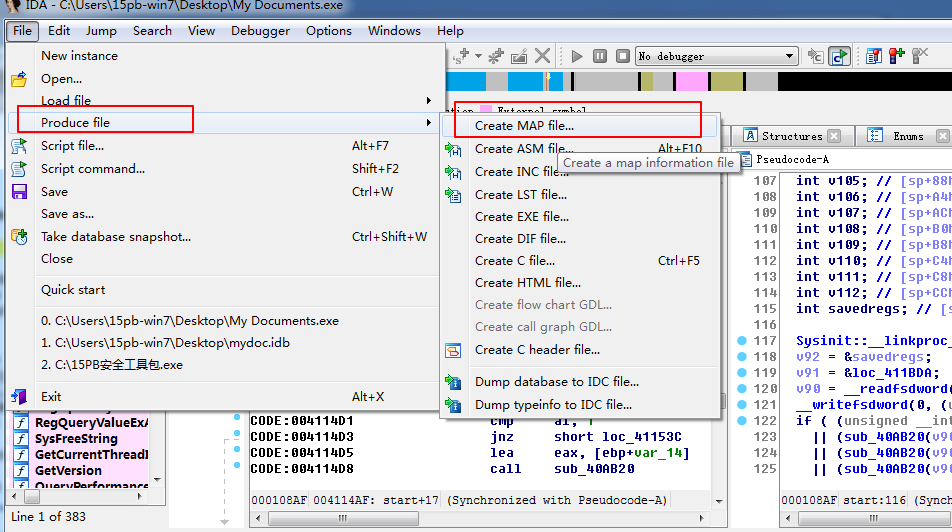 IDA - C:\Users\15pb-win7\Desktop\My Documents.exe
File Edit Jump Search View Debugger Options Windows Help
New instance
Open...
Load file
Produce file
Script file... Alt+F7
Script command... Shift+F2
Save Ctrl+W
Save as...
Take database snapshot... Ctrl+Shift+W
Close
Quick start
0. C:\Users\15pb-win7\Desktop\My Documents.exe
1. C:\Users\15pb-win7\Desktop\mydoc.idb
2. C:\15PB安全工具包.exe
Exit Alt+X
No debugger
External symbol
Create MAP file...
Create ASM file... Alt+F10
Create INC file...
Create LST file...
Create EXE file...
Create DIF file...
Create C file... Ctrl+F5
Create HTML file...
Create flow chart GDL...
Create call graph GDL...
Create C header file...
Dump database to IDC file...
Dump typeinfo to IDC file...
Create a map information file
Structures
Enums
Pseudocode-A
107 int v105; // [sp+88h
108 int v106; // [sp+A4h
109 int v107; // [sp+ACh
110 int v108; // [sp+B0h
111 int v109; // [sp+B8h
112 int v110; // [sp+C4h
113 int v111; // [sp+C8h
114 int v112; // [sp+CCh
115 int savedregs; // [sp
116
117 Sysinit::__linkproc_
118 v92 = &savedregs;
119 v91 = &loc_411BDA;
120 v90 = __readfsdword(
121 __writefsdword(0, (u
122 if ( (unsigned __int
123 || (sub_40AB20(v9
124 || (sub_40AB20(v9
125 || (sub_40AB20(v9
RegQueryValueExA
SysFreeString
GetCurrentThreadI
GetVersion
QueryPerformance
Line 1 of 383
CODE:004114D1 cmp al, 1
CODE:004114D3 jnz short loc_41153C
CODE:004114D5 lea eax, [ebp+var_14]
CODE:004114D8 call sub_40AB20
000108AF 004114AF: start+17 (Synchronized with Pseudocode-A)
000108AF start:116 (Synchron